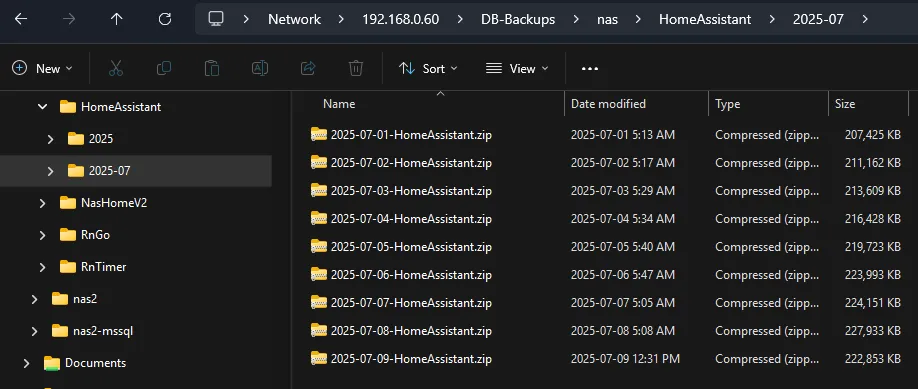 Network > 192.168.0.60 > DB-Backups > nas > HomeAssistant > 2025-07 >
New Sort View
HomeAssistant
2025
2025-07
NasHomeV2
RnGo
RnTimer
nas2
nas2-mssql
Documents
Name Date modified Type Size
2025-07-01-HomeAssistant.zip 2025-07-01 5:13 AM Compressed (zipp... 207,425 KB
2025-07-02-HomeAssistant.zip 2025-07-02 5:17 AM Compressed (zipp... 211,162 KB
2025-07-03-HomeAssistant.zip 2025-07-03 5:29 AM Compressed (zipp... 213,609 KB
2025-07-04-HomeAssistant.zip 2025-07-04 5:34 AM Compressed (zipp... 216,428 KB
2025-07-05-HomeAssistant.zip 2025-07-05 5:40 AM Compressed (zipp... 219,723 KB
2025-07-06-HomeAssistant.zip 2025-07-06 5:47 AM Compressed (zipp... 223,993 KB
2025-07-07-HomeAssistant.zip 2025-07-07 5:05 AM Compressed (zipp... 224,151 KB
2025-07-08-HomeAssistant.zip 2025-07-08 5:08 AM Compressed (zipp... 227,933 KB
2025-07-09-HomeAssistant.zip 2025-07-09 12:31 PM Compressed (zipp... 222,853 KB